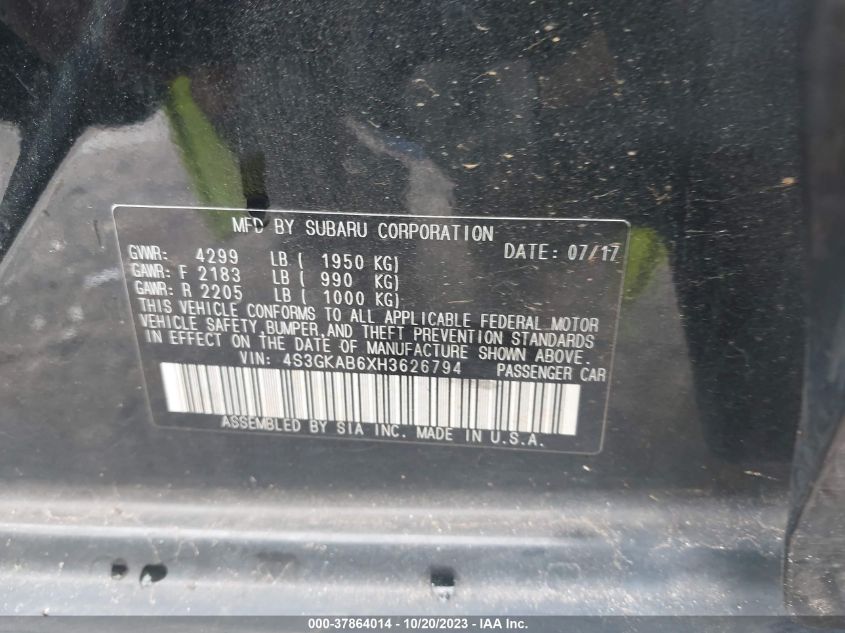 MFD BY SUBARU CORPORATION
GVWR: 4299 LB ( 1950 KG) DATE: 07/17
GAWR: F 2183 LB ( 990 KG)
GAWR: R 2205 LB ( 1000 KG)
THIS VEHICLE CONFORMS TO ALL APPLICABLE FEDERAL MOTOR
VEHICLE SAFETY,BUMPER,AND THEFT PREVENTION STANDARDS
IN EFFECT ON THE DATE OF MANUFACTURE SHOWN ABOVE.
VIN: 4S3GKAB6XH3626794 PASSENGER CAR
ASSEMBLED BY SIA INC. MADE IN U.S.A.
000-37864014 - 10/20/2023 - IAA Inc.